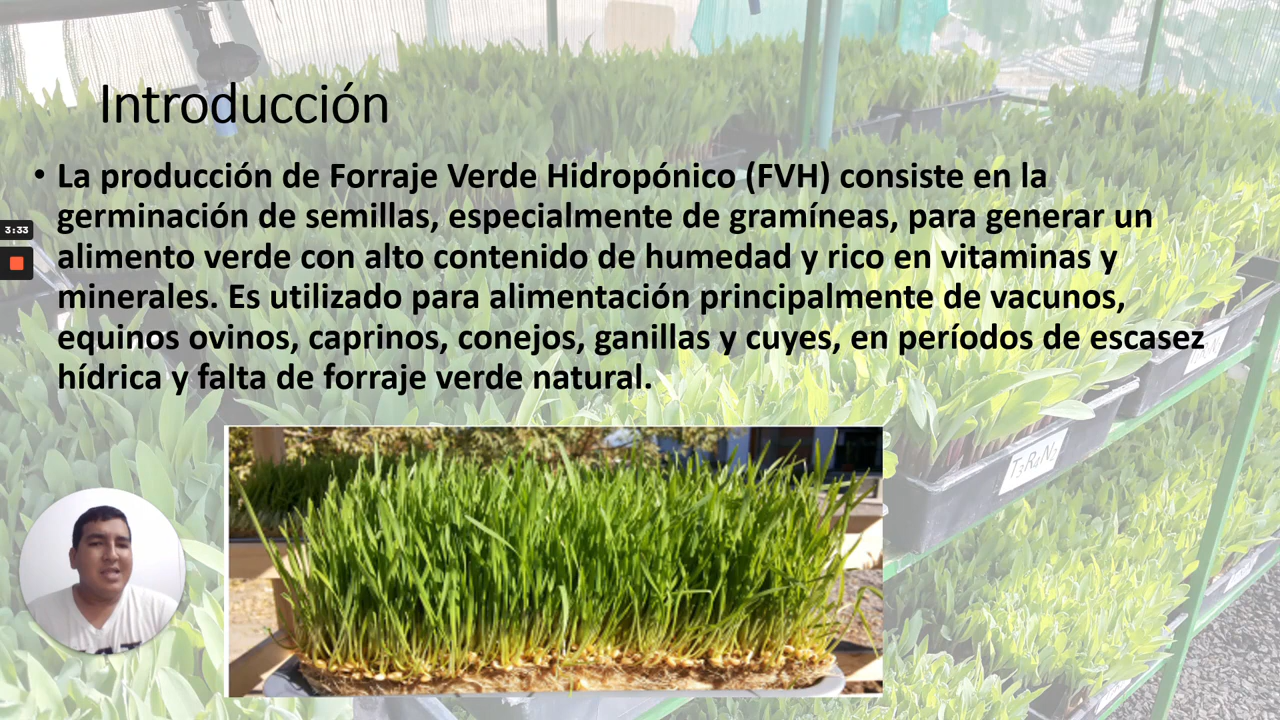 Introducción
• La producción de Forraje Verde Hidropónico (FVH) consiste en la
germinación de semillas, especialmente de gramíneas, para generar un
alimento verde con alto contenido de humedad y rico en vitaminas y
minerales. Es utilizado para alimentación principalmente de vacunos,
equinos ovinos, caprinos, conejos, ganillas y cuyes, en períodos de escasez
hídrica y falta de forraje verde natural.
3:33